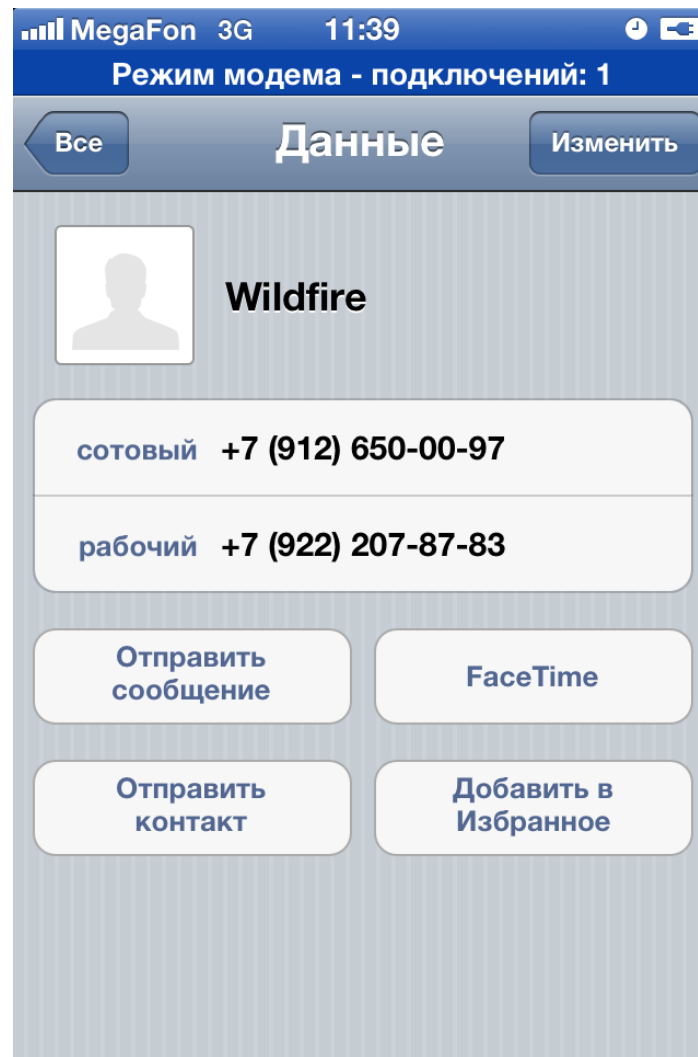 MegaFon 3G 11:39
Режим модема - подключений: 1
Все Данные Изменить
Wildfire
сотовый +7 (912) 650-00-97
рабочий +7 (922) 207-87-83
Отправить
сообщение
FaceTime
Отправить
контакт
Добавить в
Избранное